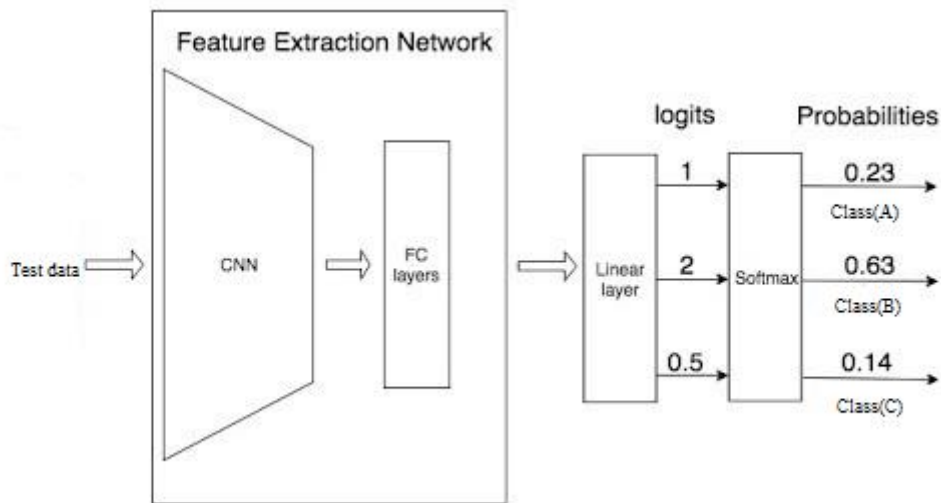 Feature Extraction Network
logits
Probabilities
1
0.23
Class(A)
Test data
CNN
FC
layers
Linear
layer
2
Softmax
0.63
Class(B)
0.5
0.14
Class(C)